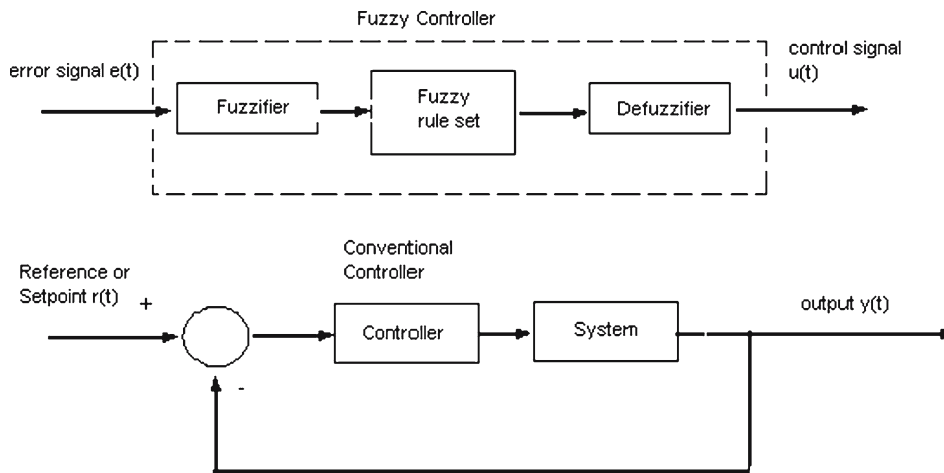 Fuzzy Controller
error signal e(t)
control signal
u(t)
Fuzzifier
Fuzzy
rule set
Defuzzifier
Conventional
Controller
Reference or
Setpoint r(t)
+
Controller
System
output y(t)
-